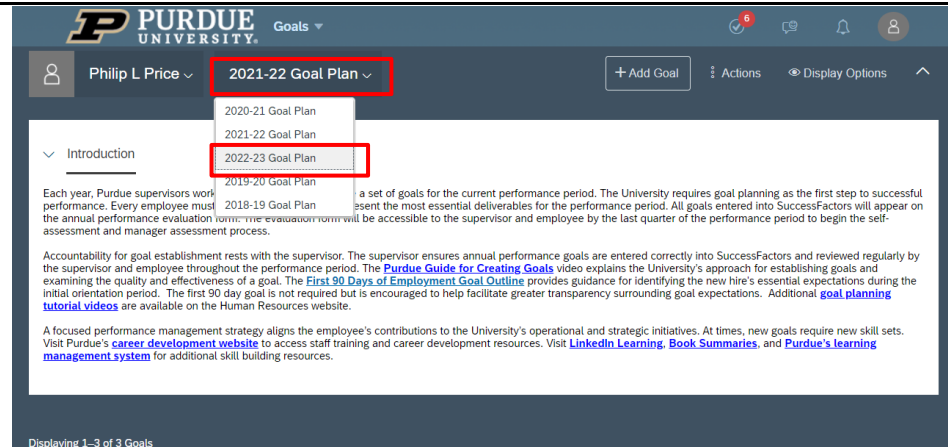 PURDUE
UNIVERSITY®
Goals
6
Philip L Price
2021-22 Goal Plan
+ Add Goal
Actions
Display Options
2020-21 Goal Plan
2021-22 Goal Plan
2022-23 Goal Plan
2019-20 Goal Plan
2018-19 Goal Plan
Introduction
Each year, Purdue supervisors work a set of goals for the current performance period. The University requires goal planning as the first step to successful
performance. Every employee must the most essential deliverables for the performance period. All goals entered into SuccessFactors will appear on
the annual performance evaluation form. The evaluation form will be accessible to the supervisor and employee by the last quarter of the performance period to begin the self-
assessment and manager assessment process.
Accountability for goal establishment rests with the supervisor. The supervisor ensures annual performance goals are entered correctly into SuccessFactors and reviewed regularly by
the supervisor and employee throughout the performance period. The Purdue Guide for Creating Goals video explains the University's approach for establishing goals and
examining the quality and effectiveness of a goal. The First 90 Days of Employment Goal Outline provides guidance for identifying the new hire's essential expectations during the
initial orientation period. The first 90 day goal is not required but is encouraged to help facilitate greater transparency surrounding goal expectations. Additional goal planning
tutorial videos are available on the Human Resources website.
A focused performance management strategy aligns the employee's contributions to the University's operational and strategic initiatives. At times, new goals require new skill sets.
Visit Purdue's career development website to access staff training and career development resources. Visit LinkedIn Learning, Book Summaries, and Purdue's learning
management system for additional skill building resources.
Displaying 1–3 of 3 Goals